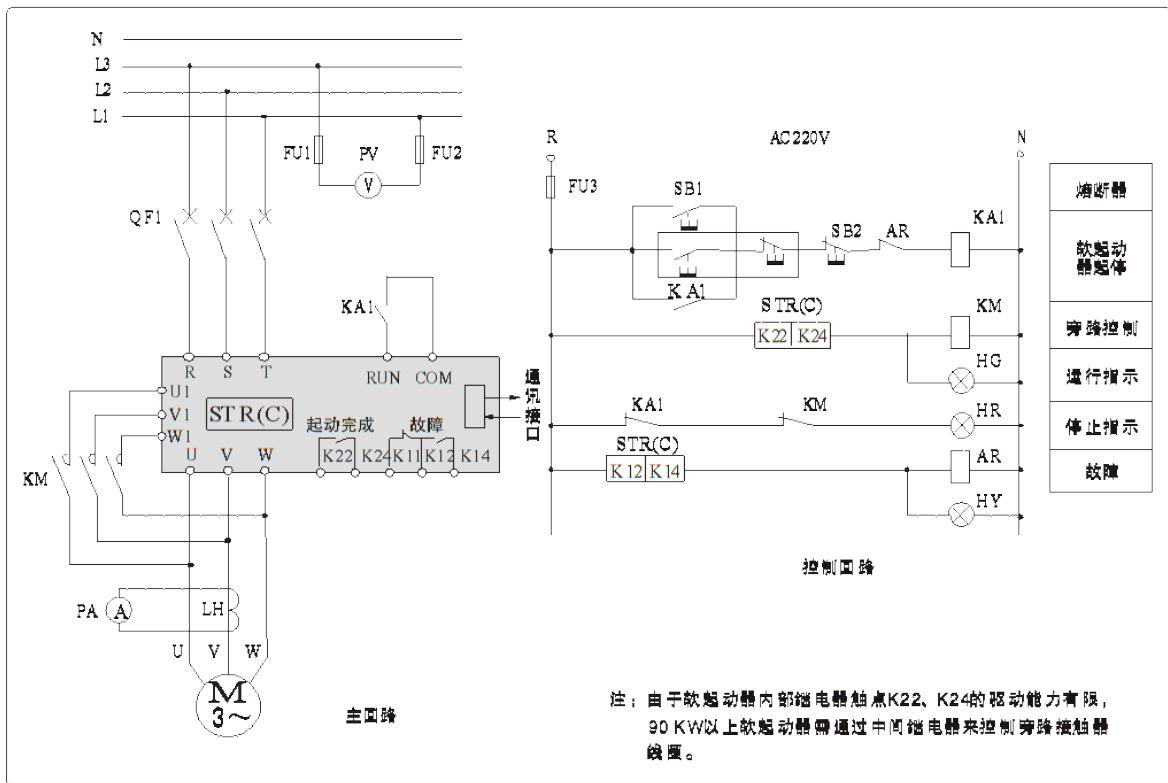 N
L3
L2
L1
FU1
PV
FU2
V
QF1
KA1
R S T RUN COM
U1
V1
W1
STR(C)
起动完成
故障
通讯接口
U V W
K22 K24 K11 K12 K14
KM
PA
A
LH
U V W
M
3~
主回路
R
AC220V
N
FU3
SB1
SB2
AR
KA1
KA1
STR(C)
K22 K24
KM
HG
KA1
KM
HR
STR(C)
K12 K14
AR
HY
控制回路
熔断器
软起动
器起停
旁路控制
运行指示
停止指示
故障
注：由于软起动器内部继电器触点K22、K24的驱动能力有限，
90 KW以上软起动器需通过中间继电器来控制旁路接触器
线圈。